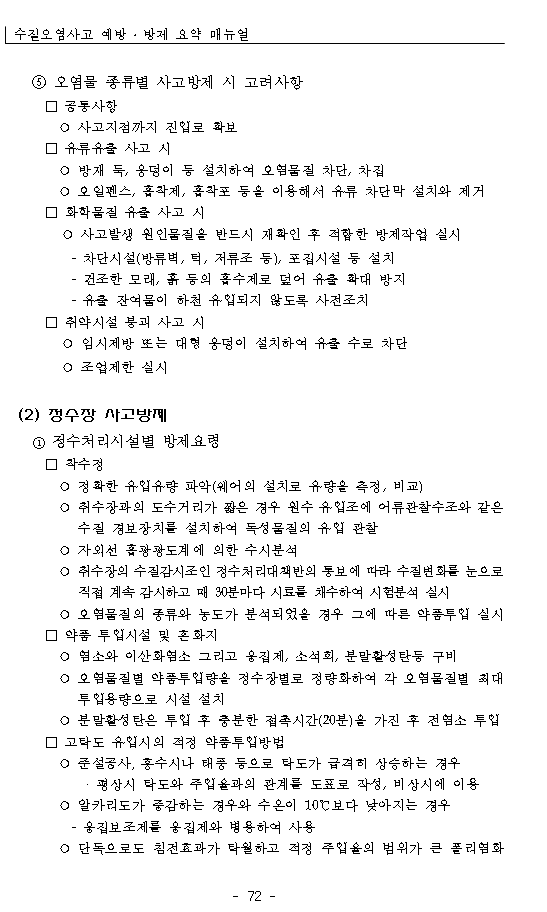 수질오염사고 예방 · 방제 요약 매뉴얼
⑤ 오염물 종류별 사고방제 시 고려사항
□ 공통사항
○ 사고지점까지 진입로 확보
□ 유류유출 사고 시
○ 방재 둑, 웅덩이 등 설치하여 오염물질 차단, 차집
○ 오일펜스, 흡착제, 흡착포 등을 이용해서 유류 차단막 설치와 제거
□ 화학물질 유출 사고 시
○ 사고발생 원인물질을 반드시 재확인 후 적합한 방제작업 실시
- 차단시설(방류벽, 턱, 저류조 등), 포집시설 등 설치
- 건조한 모래, 흙 등의 흡수제로 덮어 유출 확대 방지
- 유출 잔여물이 하천 유입되지 않도록 사전조치
□ 취약시설 붕괴 사고 시
○ 임시제방 또는 대형 웅덩이 설치하여 유출 수로 차단
○ 조업제한 실시
(2) 정수장 사고방제
① 정수처리시설별 방제요령
□ 착수정
○ 정확한 유입유량 파악(웨어의 설치로 유량을 측정, 비교)
○ 취수장과의 도수거리가 짧은 경우 원수 유입조에 어류관찰수조와 같은
수질 경보장치를 설치하여 독성물질의 유입 관찰
○ 자외선 흡광광도계에 의한 수시분석
○ 취수장의 수질감시조인 정수처리대책반의 통보에 따라 수질변화를 눈으로
직접 계속 감시하고 매 30분마다 시료를 채수하여 시험분석 실시
○ 오염물질의 종류와 농도가 분석되었을 경우 그에 따른 약품투입 실시
□ 약품 투입시설 및 혼화지
○ 염소와 이산화염소 그리고 응집제, 소석회, 분말활성탄등 구비
○ 오염물질별 약품투입량을 정수장별로 정량화하여 각 오염물질별 최대
투입용량으로 시설 설치
○ 분말활성탄은 투입 후 충분한 접촉시간(20분)을 가진 후 전염소 투입
□ 고탁도 유입시의 적정 약품투입방법
○ 준설공사, 홍수시나 태풍 등으로 탁도가 급격히 상승하는 경우
· 평상시 탁도와 주입율과의 관계를 도표로 작성, 비상시에 이용
○ 알카리도가 증감하는 경우와 수온이 10℃보다 낮아지는 경우
- 응집보조제를 응집제와 병용하여 사용
○ 단독으로도 침전효과가 탁월하고 적정 주입율의 범위가 큰 폴리염화
- 72 -